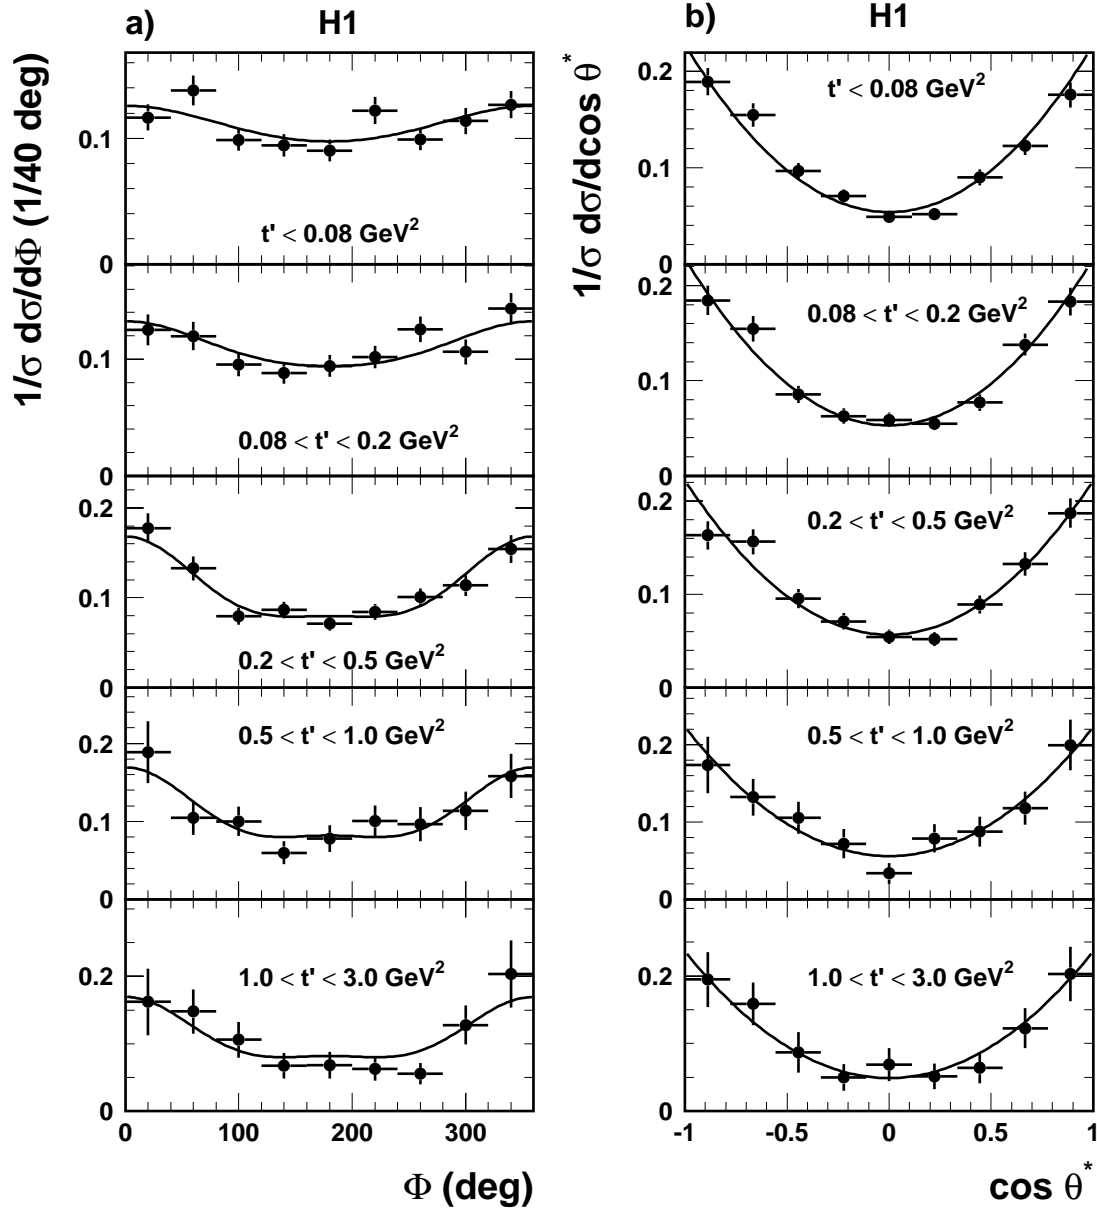 a)
H1
1/σ dσ/dΦ (1/40 deg)
0.1
t' < 0.08 GeV²
0
0.1
0.08 < t' < 0.2 GeV²
0
0.2
0.1
0.2 < t' < 0.5 GeV²
0
0.2
0.5 < t' < 1.0 GeV²
0.1
0
0.2
1.0 < t' < 3.0 GeV²
0
0 100 200 300
Φ (deg)
b)
H1
1/σ dσ/dcos θ*
0.2
t' < 0.08 GeV²
0.1
0
0.2
0.08 < t' < 0.2 GeV²
0.1
0
0.2
0.2 < t' < 0.5 GeV²
0.1
0
0.2
0.5 < t' < 1.0 GeV²
0.1
0
0.2
1.0 < t' < 3.0 GeV²
0
-1 -0.5 0 0.5 1
cos θ*